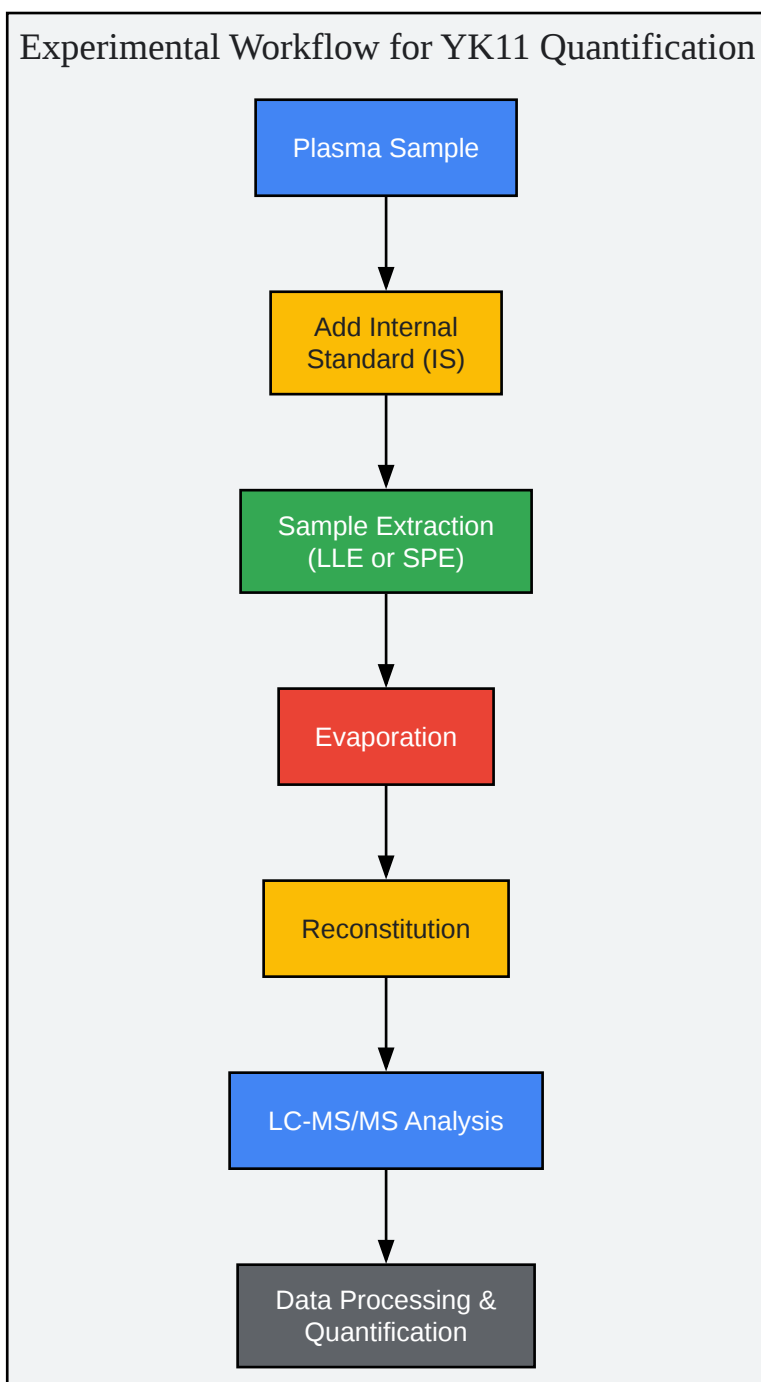 Experimental Workflow for YK11 Quantification
Plasma Sample
Add Internal
Standard (IS)
Sample Extraction
(LLE or SPE)
Evaporation
Reconstitution
LC-MS/MS Analysis
Data Processing &
Quantification